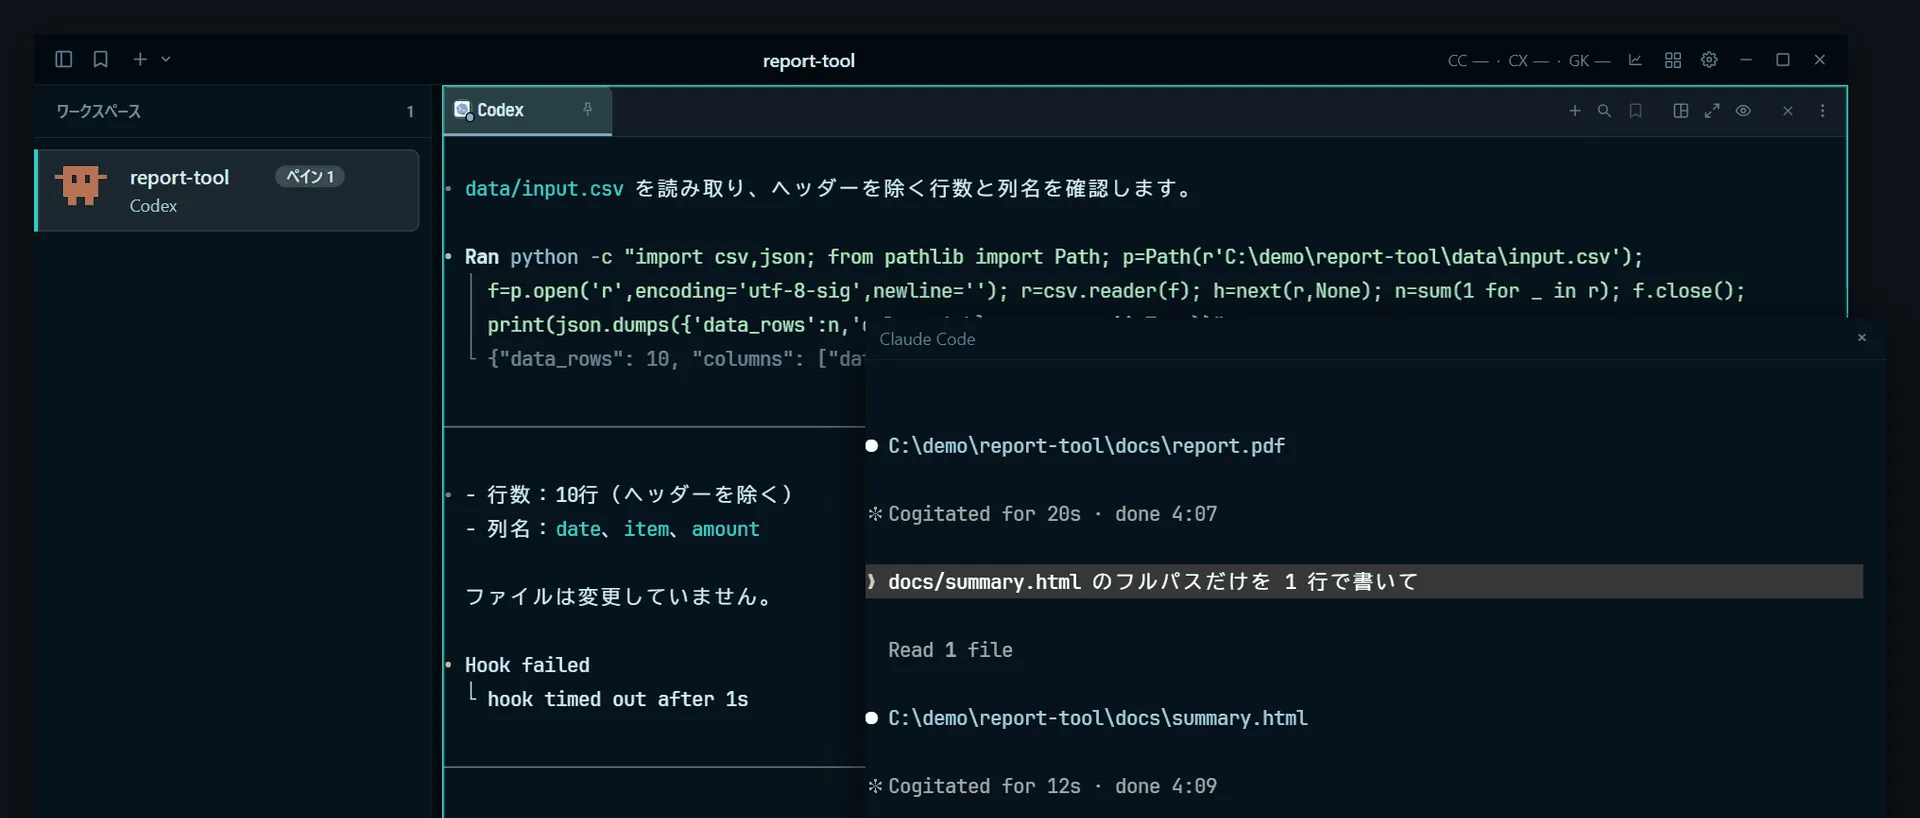 report-tool
CC — · CX — · GK —
ワークスペース 1
report-tool ペイン 1
Codex
Codex
data/input.csv を読み取り、ヘッダーを除く行数と列名を確認します。
• Ran python -c "import csv,json; from pathlib import Path; p=Path(r'C:\demo\report-tool\data\input.csv');
f=p.open('r',encoding='utf-8-sig',newline=''); r=csv.reader(f); h=next(r,None); n=sum(1 for _ in r); f.close();
print(json.dumps({'data_rows':n,'
{"data_rows": 10, "columns": ["da
- 行数：10行（ヘッダーを除く）
- 列名：date、item、amount
ファイルは変更していません。
• Hook failed
└ hook timed out after 1s
Claude Code
● C:\demo\report-tool\docs\report.pdf
✻ Cogitated for 20s · done 4:07
❯ docs/summary.html のフルパスだけを 1 行で書いて
Read 1 file
● C:\demo\report-tool\docs\summary.html
✻ Cogitated for 12s · done 4:09